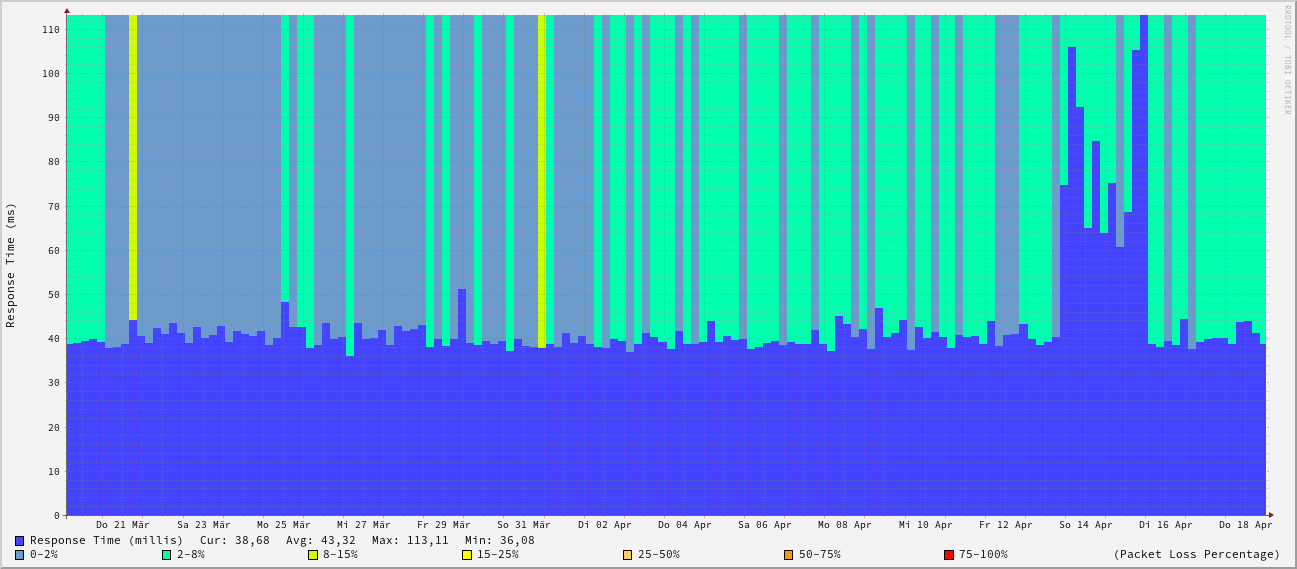 RRDTOOL / TOBI OETIKER
Response Time (ms)
110
100
90
80
70
60
50
40
30
20
10
0
Do 21 Mär Sa 23 Mär Mo 25 Mär Mi 27 Mär Fr 29 Mär So 31 Mär Di 02 Apr Do 04 Apr Sa 06 Apr Mo 08 Apr Mi 10 Apr Fr 12 Apr So 14 Apr Di 16 Apr Do 18 Apr
Response Time (millis) Cur: 38,68 Avg: 43,32 Max: 113,11 Min: 36,08
0-2% 2-8% 8-15% 15-25% 25-50% 50-75% 75-100% (Packet Loss Percentage)